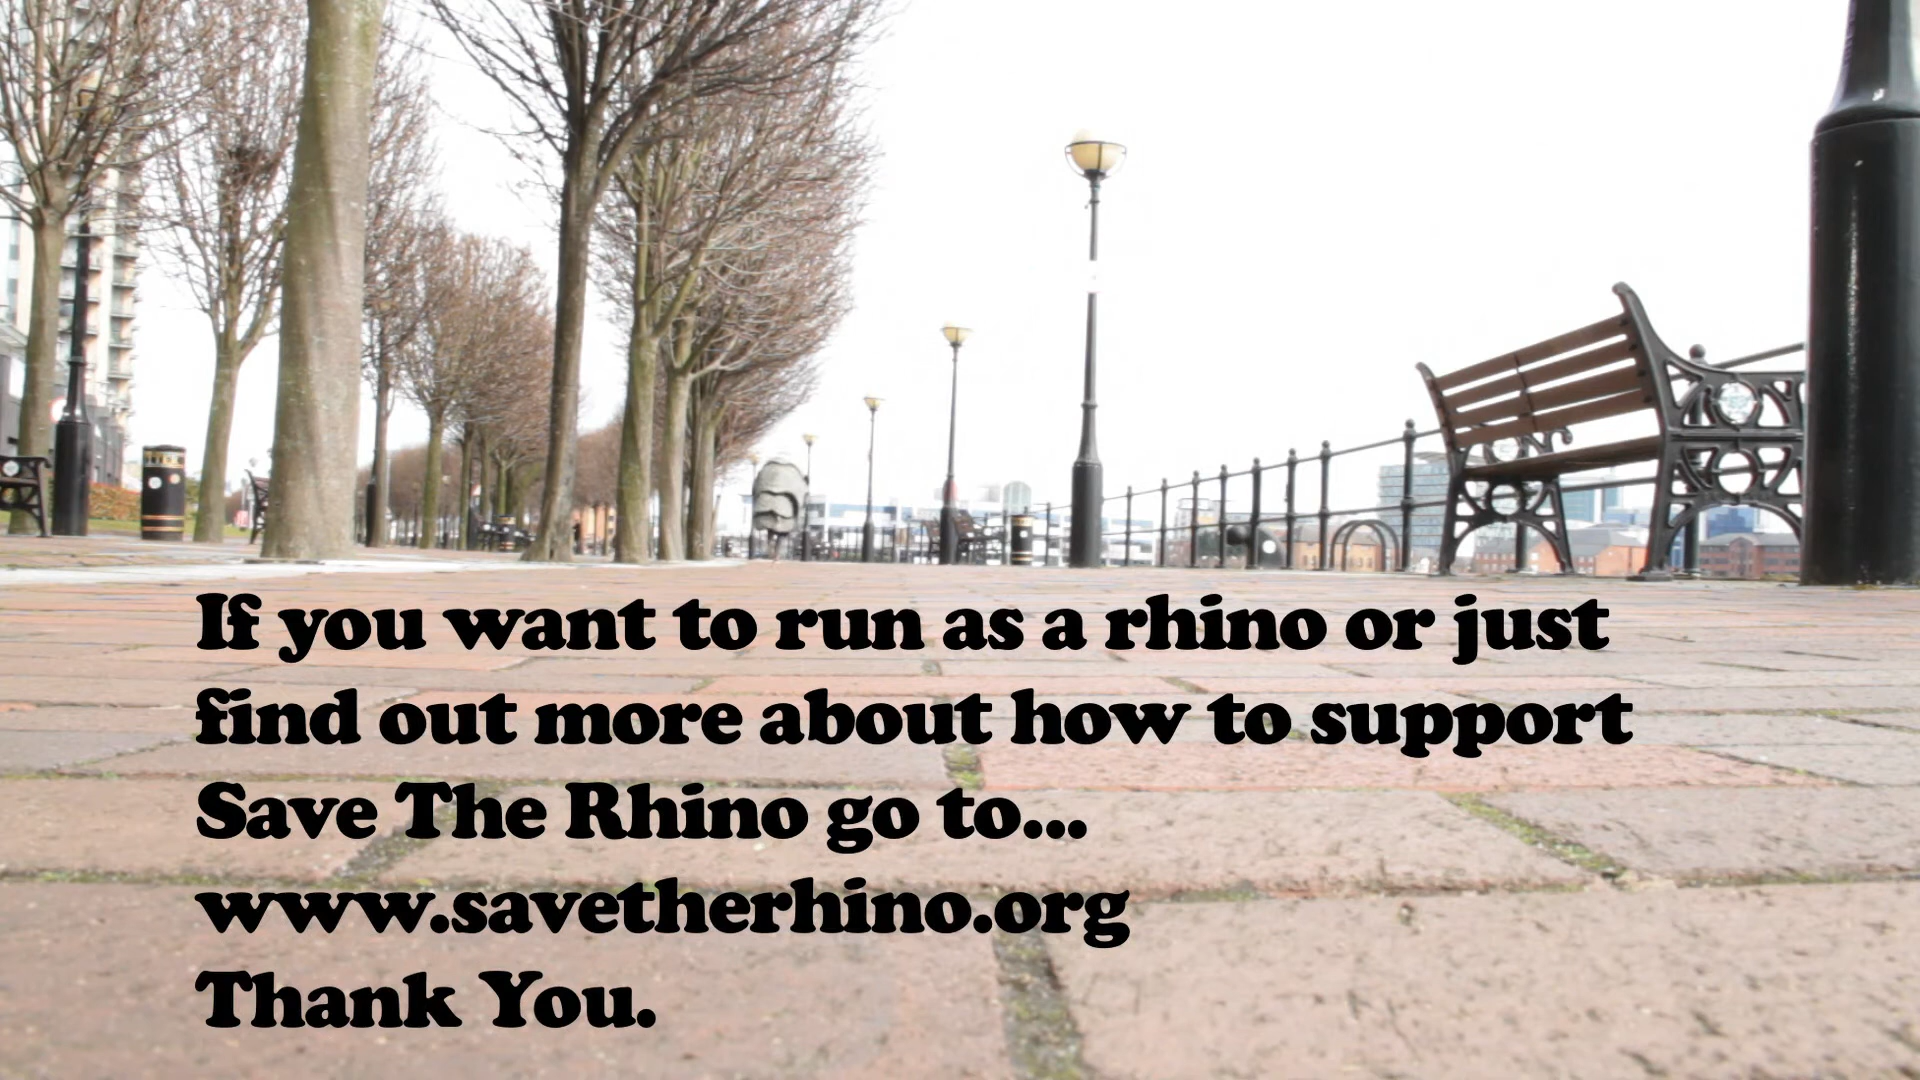 If you want to run as a rhino or just
find out more about how to support
Save The Rhino go to...
www.savetherhino.org
Thank You.